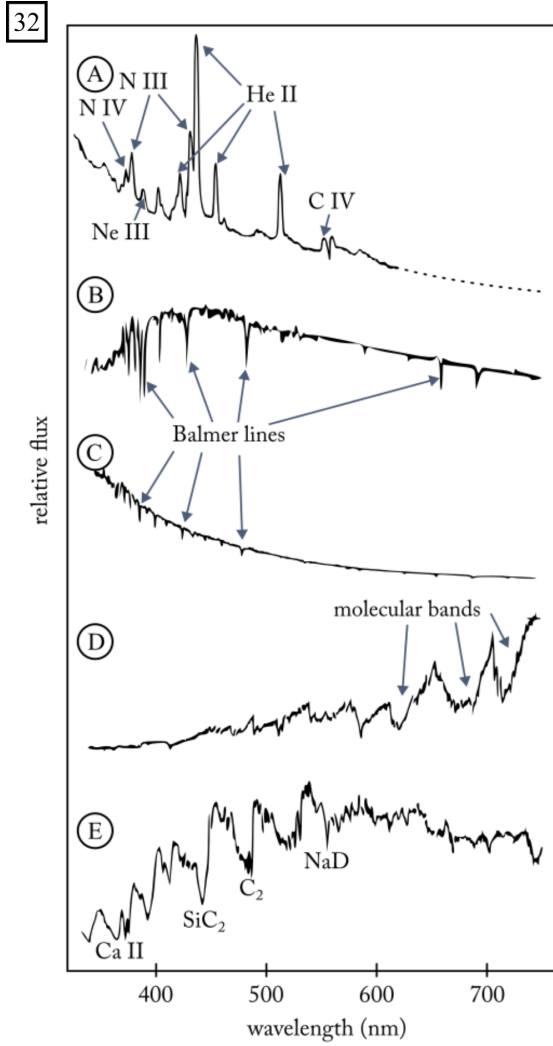 32
A
N III
N IV
He II
Ne III
C IV
B
Balmer lines
C
molecular bands
D
E
NaD
C₂
SiC₂
Ca II
relative flux
400 500 600 700
wavelength (nm)